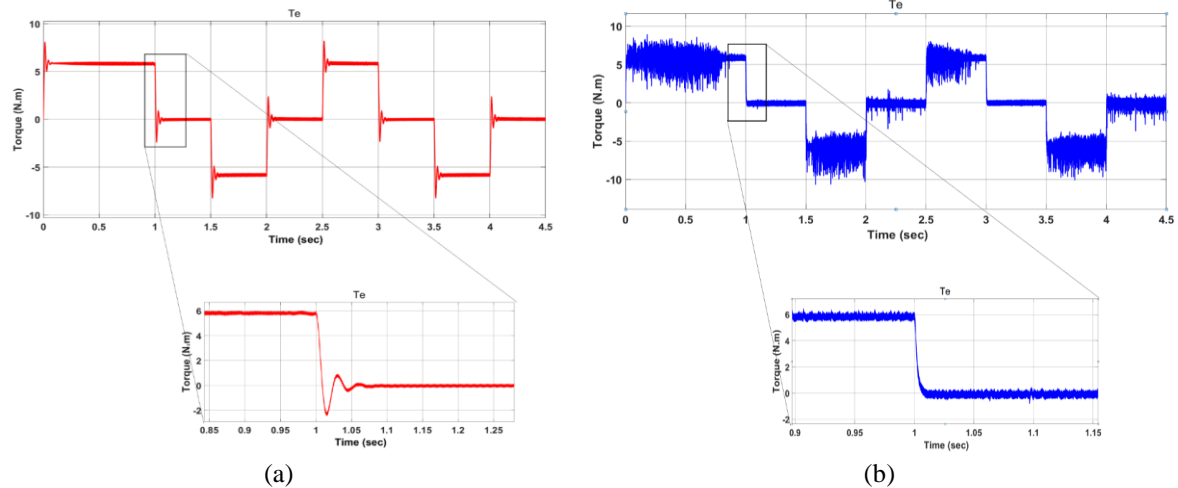 Te
Torque (N.m)
10
5
0
-5
-10
0 0.5 1 1.5 2 2.5 3 3.5 4 4.5
Time (sec)
Te
Torque (N.m)
6
4
2
0
-2
0.85 0.9 0.95 1 1.05 1.1 1.15 1.2 1.25
Time (sec)
(a)
Te
Torque (N.m)
10
5
0
-5
-10
0 0.5 1 1.5 2 2.5 3 3.5 4 4.5
Time (sec)
Te
Torque (N.m)
6
4
2
0
-2
0.9 0.95 1 1.05 1.1 1.15
Time (sec)
(b)